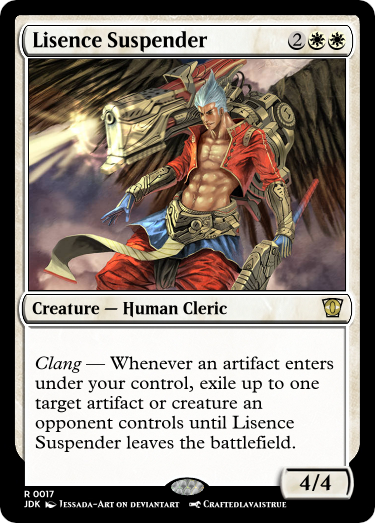 Lisence Suspender 2
Creature — Human Cleric
Clang — Whenever an artifact enters
under your control, exile up to one
target artifact or creature an
opponent controls until Lisence
Suspender leaves the battlefield.
4/4
R 0017
JDK Jessada-Art on deviantart Craftedlavaistrue